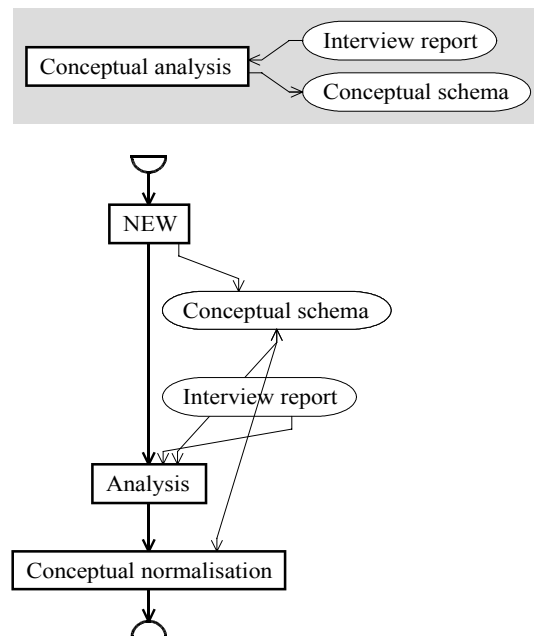 Interview report
Conceptual analysis
Conceptual schema
NEW
Conceptual schema
Interview report
Analysis
Conceptual normalisation